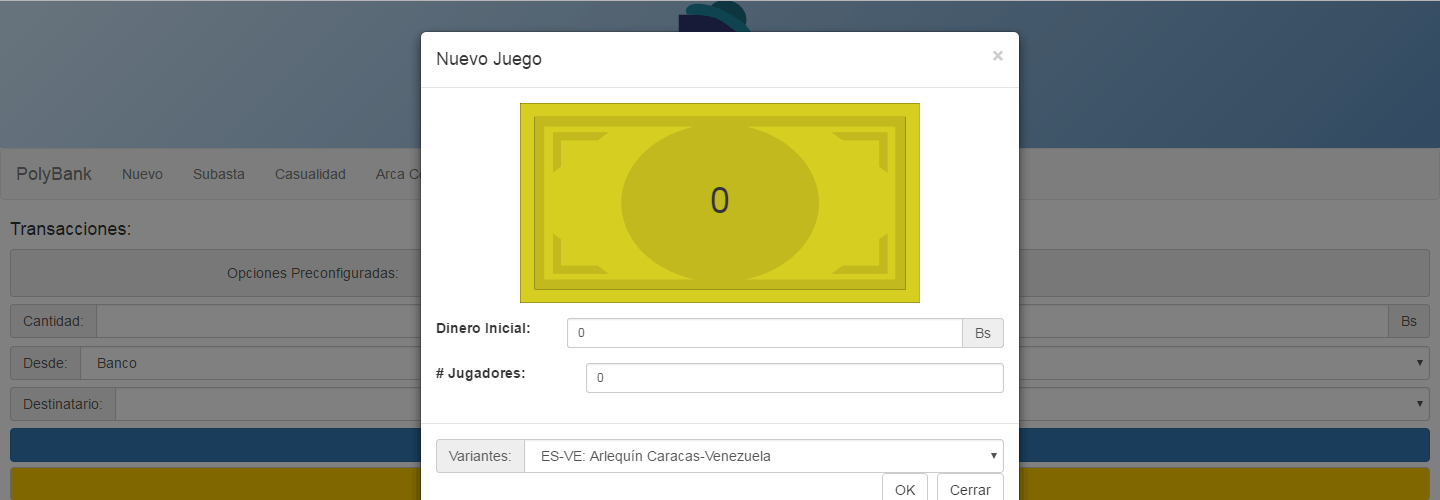 Nuevo Juego ×
0
Dinero Inicial: 0 Bs
# Jugadores: 0
Variantes: ES-VE: Arlequín Caracas-Venezuela
OK Cerrar
PolyBank Nuevo Subasta Casualidad Arca
Transacciones:
Opciones Preconfiguradas:
Cantidad: Bs
Desde: Banco
Destinatario: